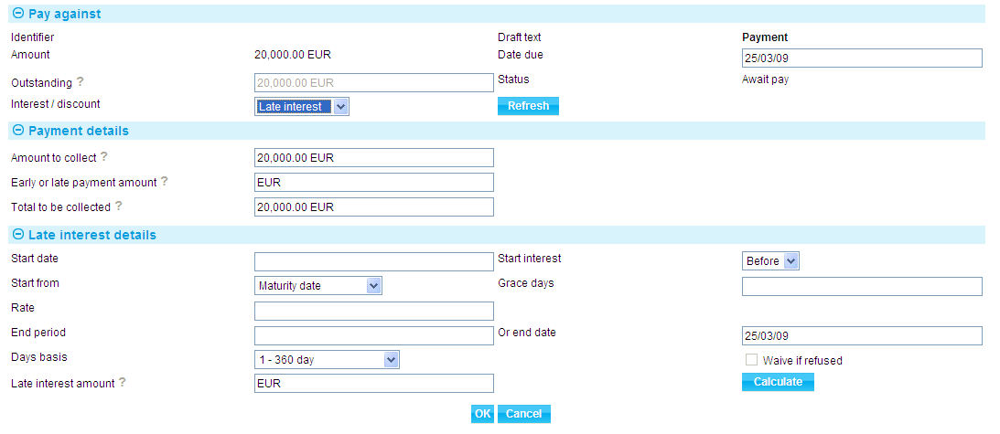 Pay against
Identifier Draft text Payment
Amount 20,000.00 EUR Date due 25/03/09
Outstanding ? 20,000.00 EUR Status Await pay
Interest / discount Late interest Refresh
Payment details
Amount to collect ? 20,000.00 EUR
Early or late payment amount ? EUR
Total to be collected ? 20,000.00 EUR
Late interest details
Start date Start interest Before
Start from Maturity date Grace days
Rate
End period Or end date 25/03/09
Days basis 1 - 360 day Waive if refused
Late interest amount ? EUR Calculate
OK Cancel